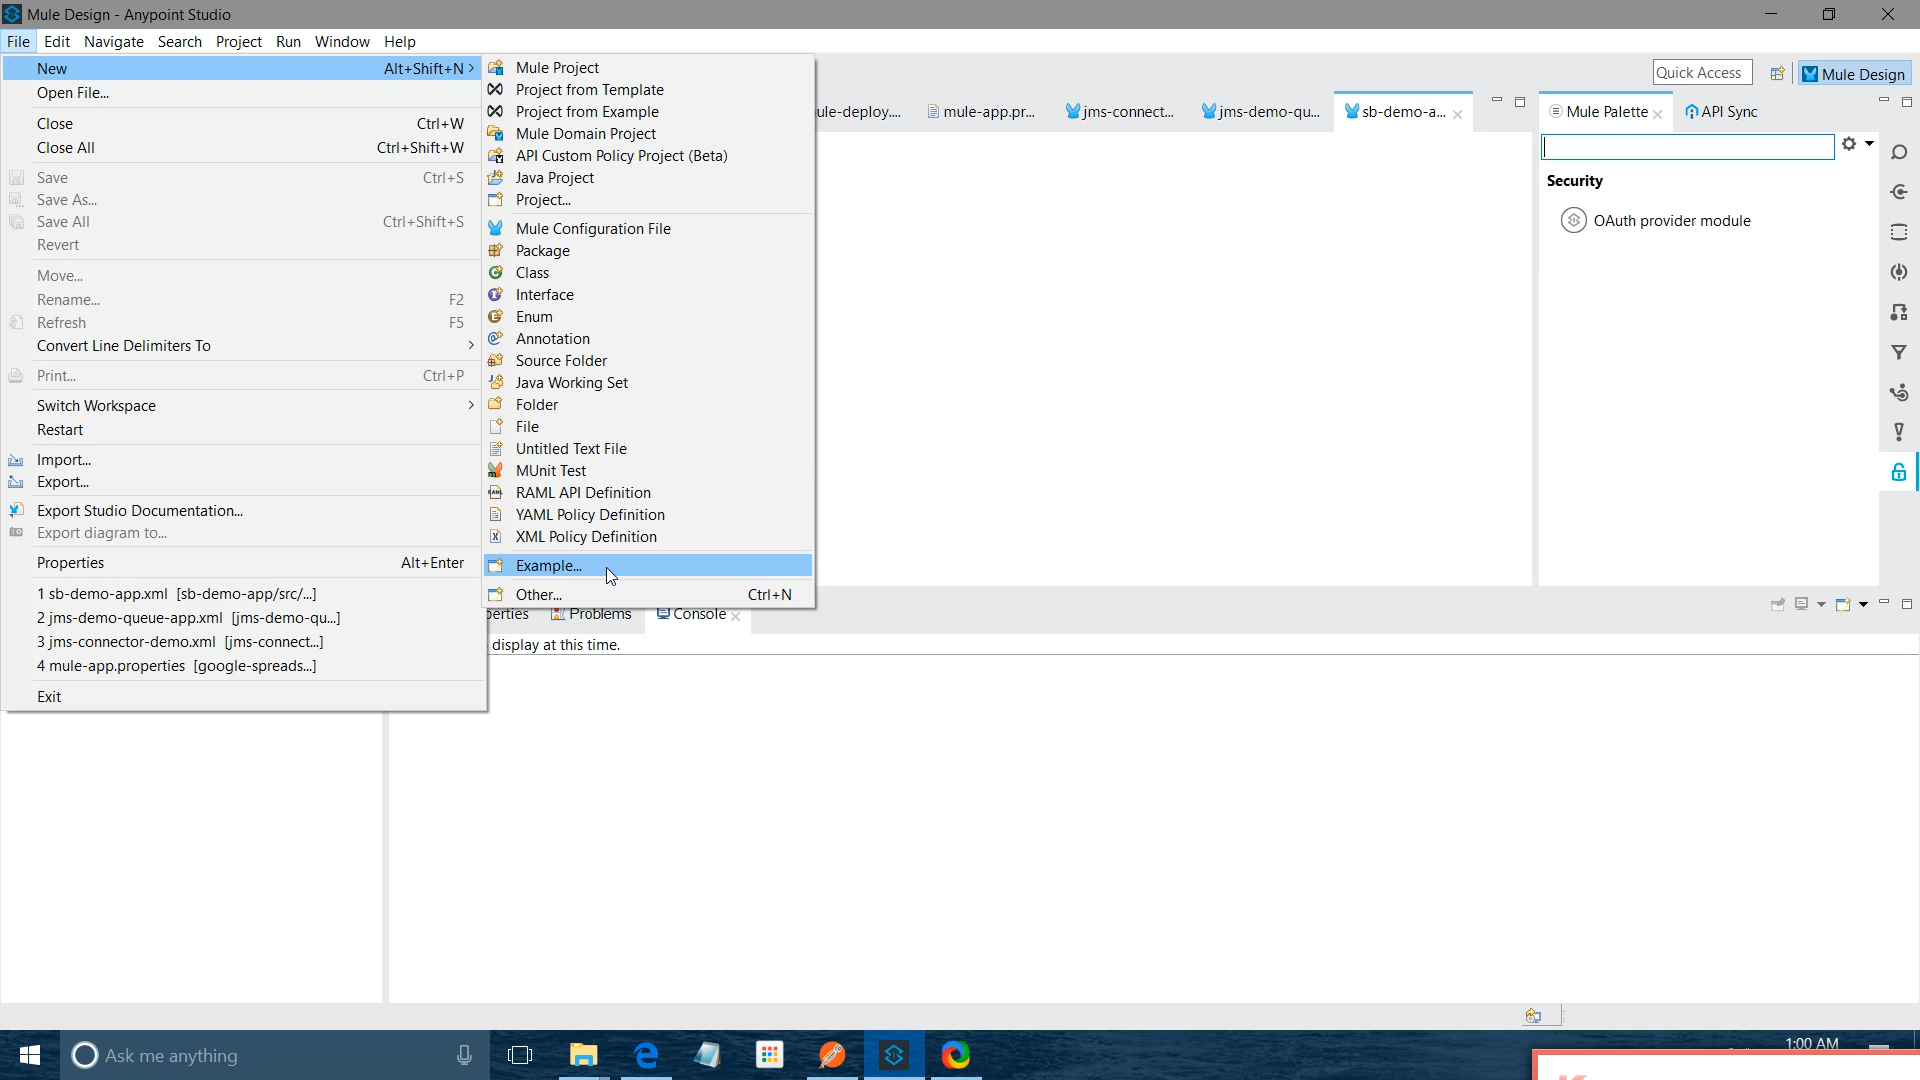 Mule Design - Anypoint Studio
File Edit Navigate Search Project Run Window Help
New Alt+Shift+N
Open File...
Close Ctrl+W
Close All Ctrl+Shift+W
Save Ctrl+S
Save As...
Save All Ctrl+Shift+S
Revert
Move...
Rename... F2
Refresh F5
Convert Line Delimiters To
Print... Ctrl+P
Switch Workspace
Restart
Import...
Export...
Export Studio Documentation...
Export diagram to...
Properties Alt+Enter
1 sb-demo-app.xml [sb-demo-app/src/...]
2 jms-demo-queue-app.xml [jms-demo-qu...]
3 jms-connector-demo.xml [jms-connect...]
4 mule-app.properties [google-spreads...]
Exit
Mule Project
Project from Template
Project from Example
Mule Domain Project
API Custom Policy Project (Beta)
Java Project
Project...
Mule Configuration File
Package
Class
Interface
Enum
Annotation
Source Folder
Java Working Set
Folder
File
Untitled Text File
MUnit Test
RAML API Definition
YAML Policy Definition
XML Policy Definition
Example...
Other... Ctrl+N
Quick Access Mule Design
ule-deploy.... mule-app.pr... jms-connect... jms-demo-qu... sb-demo-a...
Mule Palette API Sync
Security
OAuth provider module
perties Problems Console
display at this time.
Ask me anything
1:00 AM